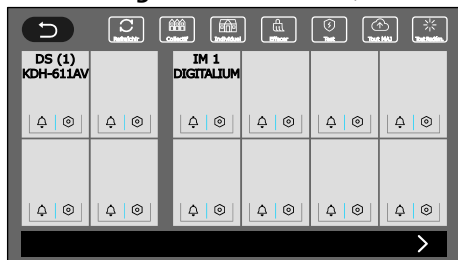 Rafraîchir
Collectif
Individuel
Effacer
Test
Tout MAJ
DS (1)
KDH-611AV
IM 1
DIGITALIUM